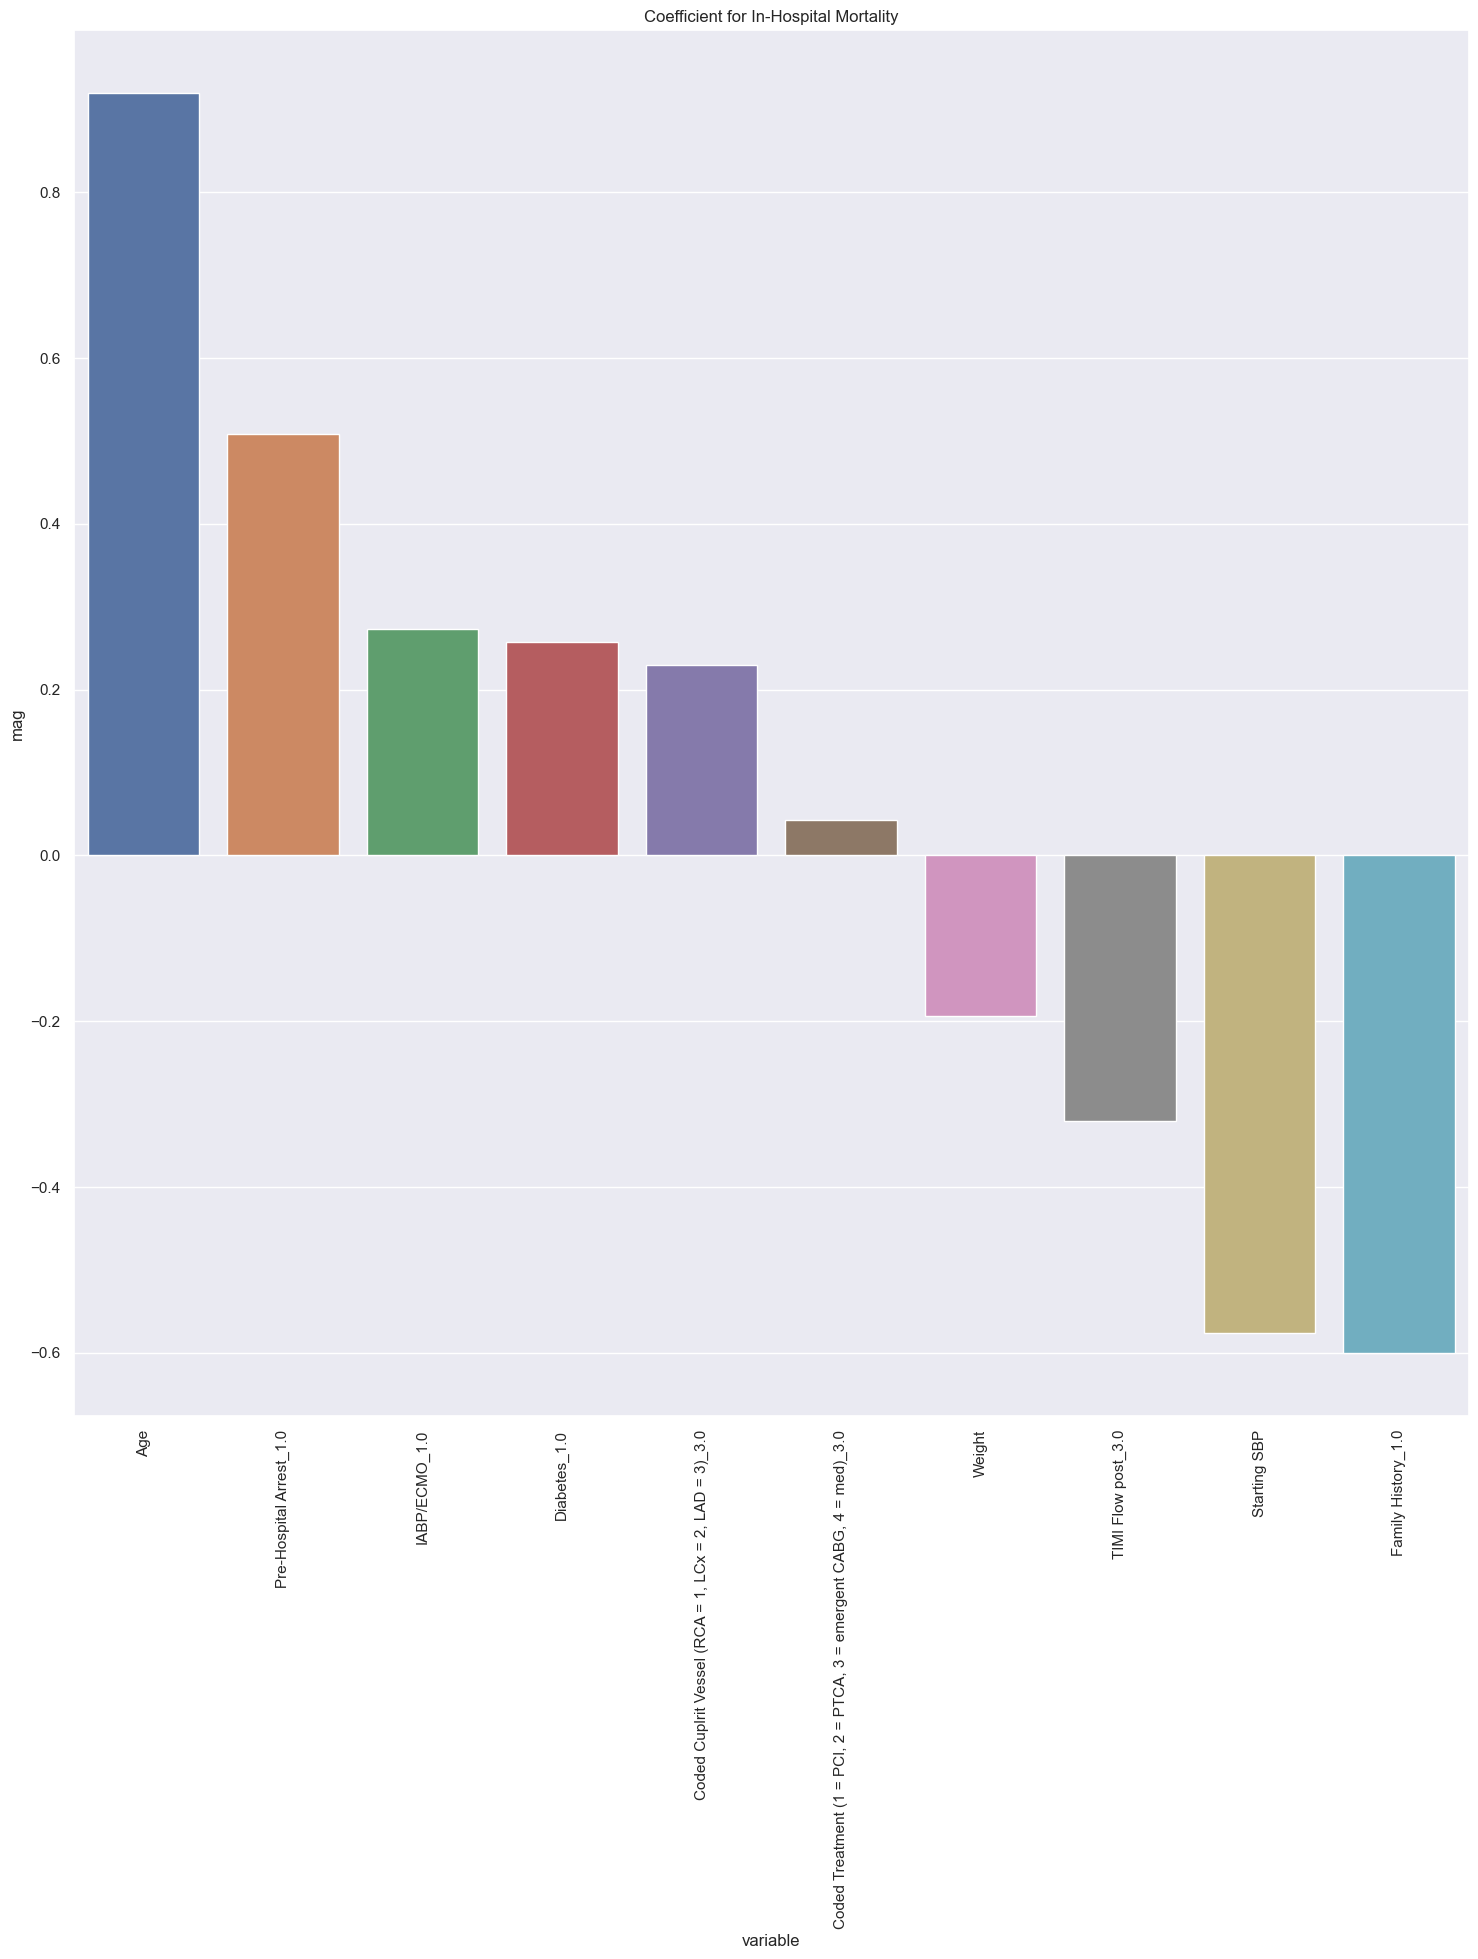 Coefficient for In-Hospital Mortality
mag
0.8
0.6
0.4
0.2
0.0
−0.2
−0.4
−0.6
Age
Pre-Hospital Arrest_1.0
IABP/ECMO_1.0
Diabetes_1.0
Coded Cuplrit Vessel (RCA = 1, LCx = 2, LAD = 3)_3.0
Coded Treatment (1 = PCI, 2 = PTCA, 3 = emergent CABG, 4 = med)_3.0
Weight
TIMI Flow post_3.0
Starting SBP
Family History_1.0
variable